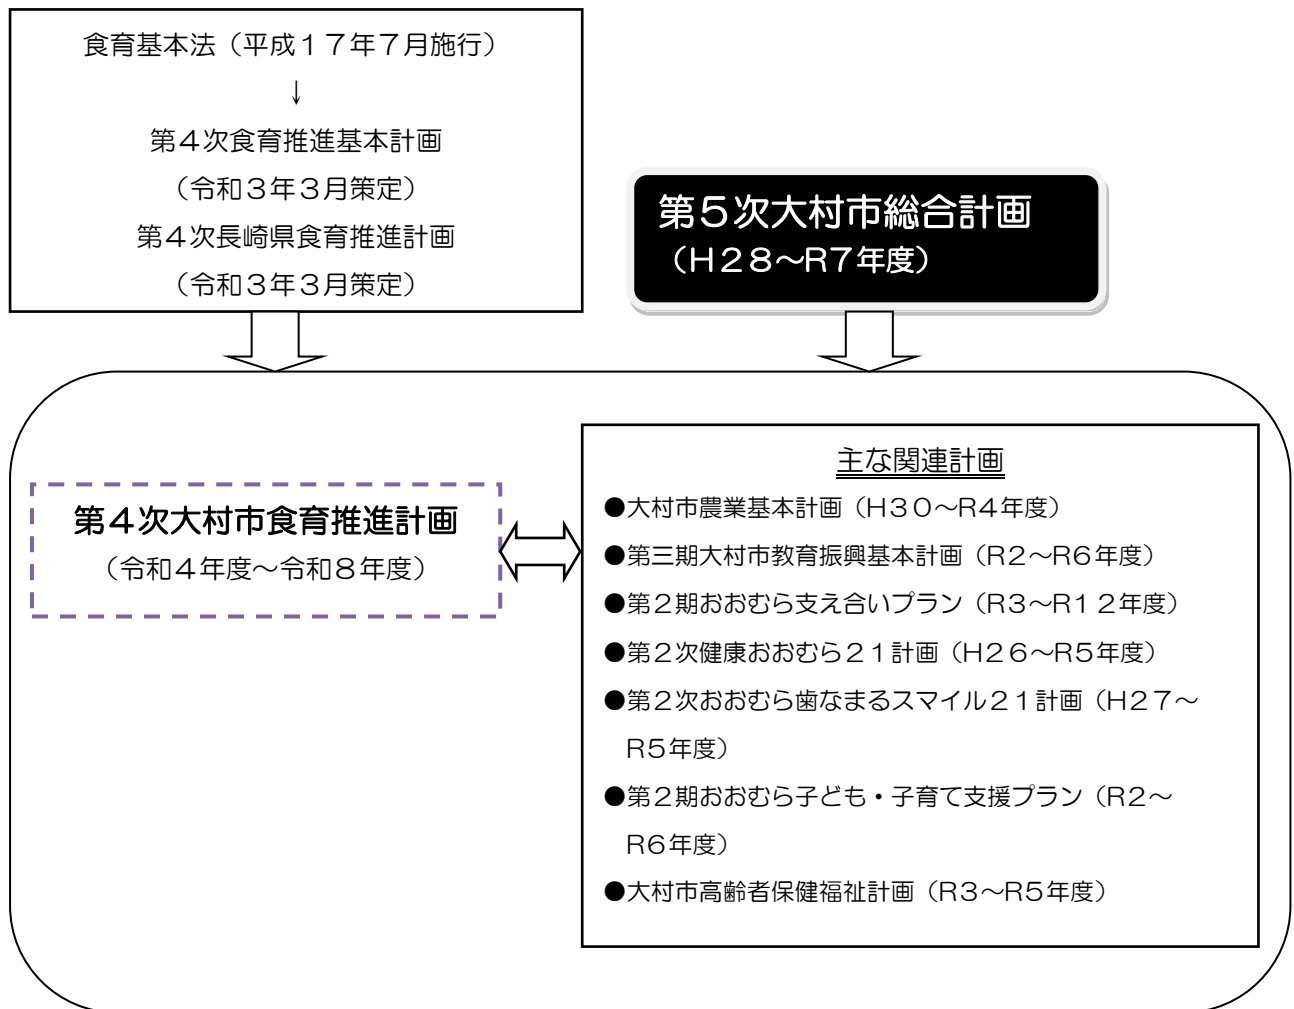 食育基本法（平成１７年７月施行）
↓
第４次食育推進基本計画
（令和３年３月策定）
第４次長崎県食育推進計画
（令和３年３月策定）
第５次大村市総合計画
（Ｈ２８～Ｒ７年度）
第４次大村市食育推進計画
（令和４年度～令和８年度）
主な関連計画
●大村市農業基本計画（Ｈ３０～Ｒ４年度）
●第三期大村市教育振興基本計画（Ｒ２～Ｒ６年度）
●第２期おおむら支え合いプラン（Ｒ３～Ｒ１２年度）
●第２次健康おおむら２１計画（Ｈ２６～Ｒ５年度）
●第２次おおむら歯なまるスマイル２１計画（Ｈ２７～
Ｒ５年度）
●第２期おおむら子ども・子育て支援プラン（Ｒ２～
Ｒ６年度）
●大村市高齢者保健福祉計画（Ｒ３～Ｒ５年度）